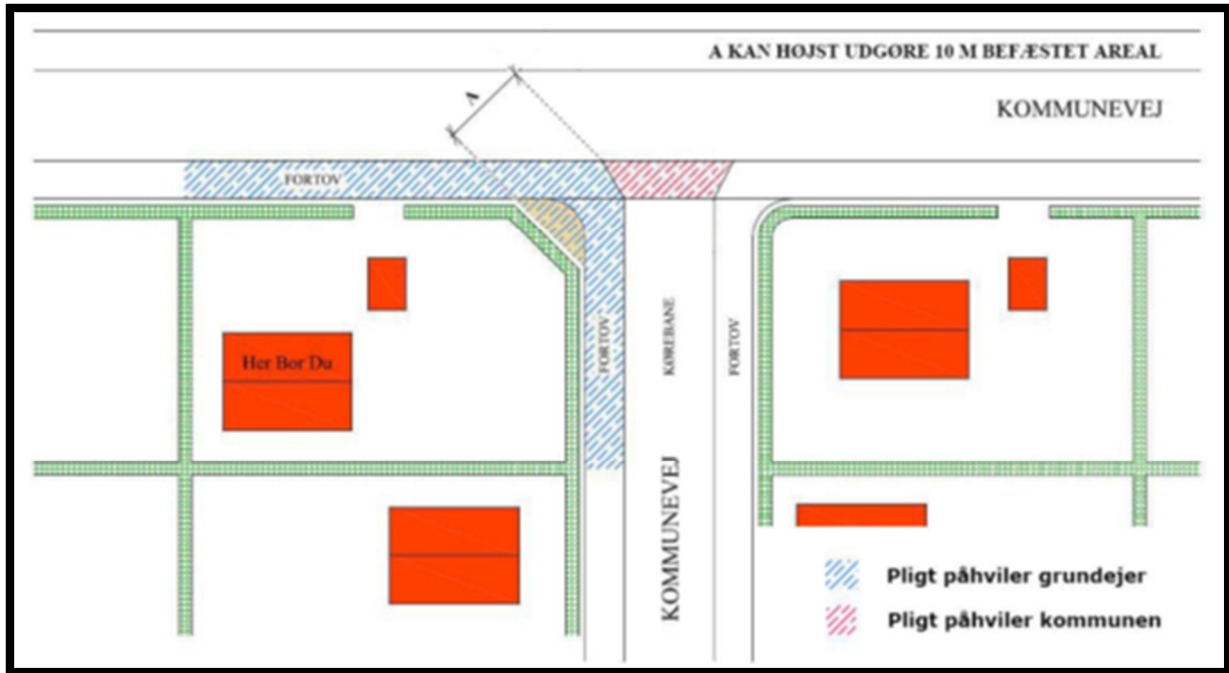 A KAN HØJST UDGØRE 10 M BEFÆSTET AREAL
KOMMUNEVEJ
A
FORTOV
Her Bor Du
FORTOV
KØREBANE
FORTOV
KOMMUNEVEJ
Pligt påhviler grundejer
Pligt påhviler kommunen